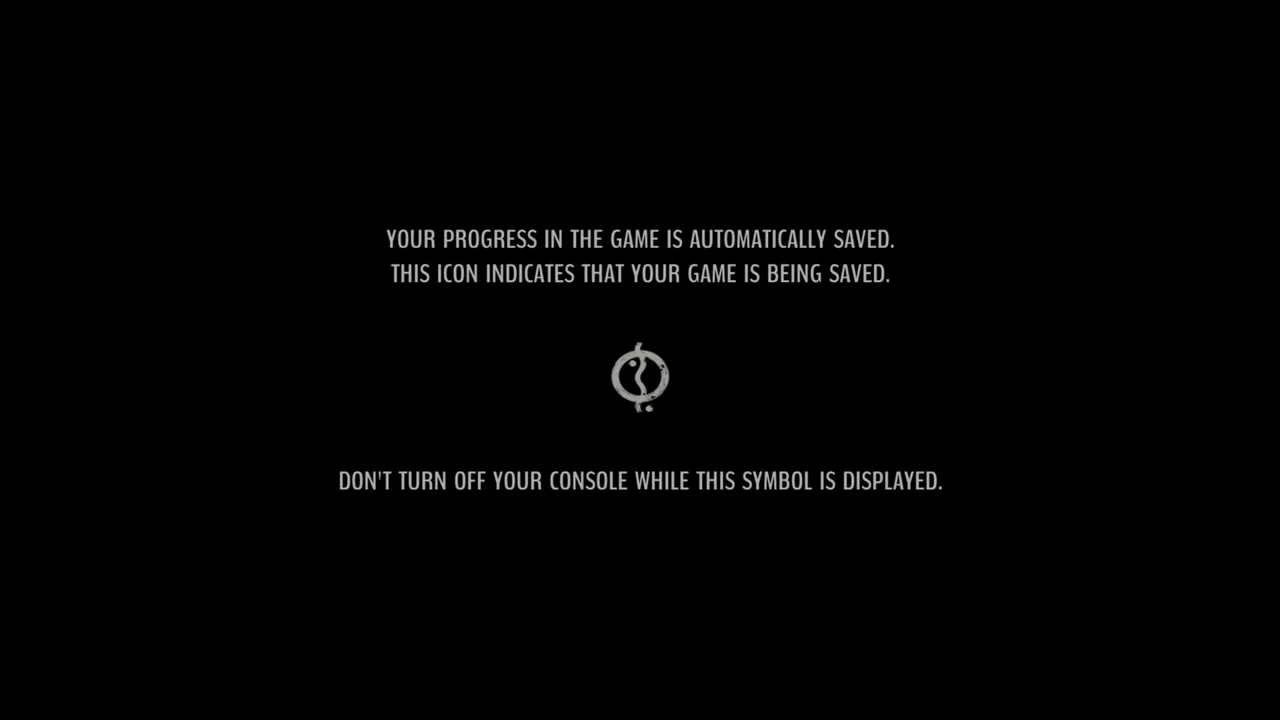 YOUR PROGRESS IN THE GAME IS AUTOMATICALLY SAVED.
THIS ICON INDICATES THAT YOUR GAME IS BEING SAVED.
DON'T TURN OFF YOUR CONSOLE WHILE THIS SYMBOL IS DISPLAYED.